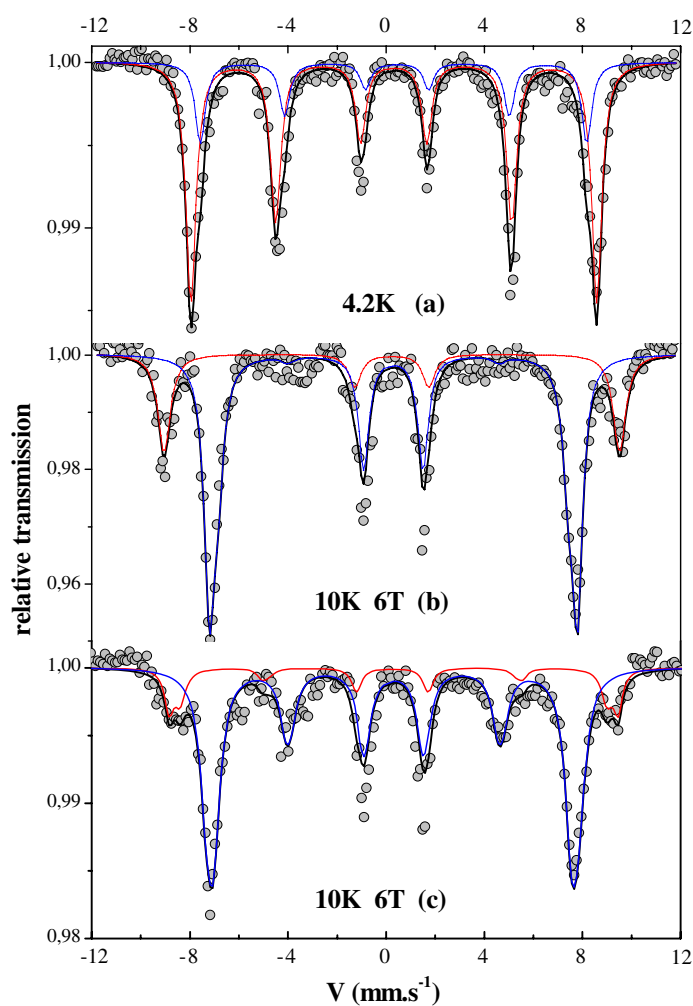 -12 -8 -4 0 4 8 12
1,00
0,99
4.2K (a)
1,00
0,98
0,96
10K 6T (b)
relative transmission
1,00
0,99
0,98
10K 6T (c)
-12 -8 -4 0 4 8 12
V (mm.s⁻¹)